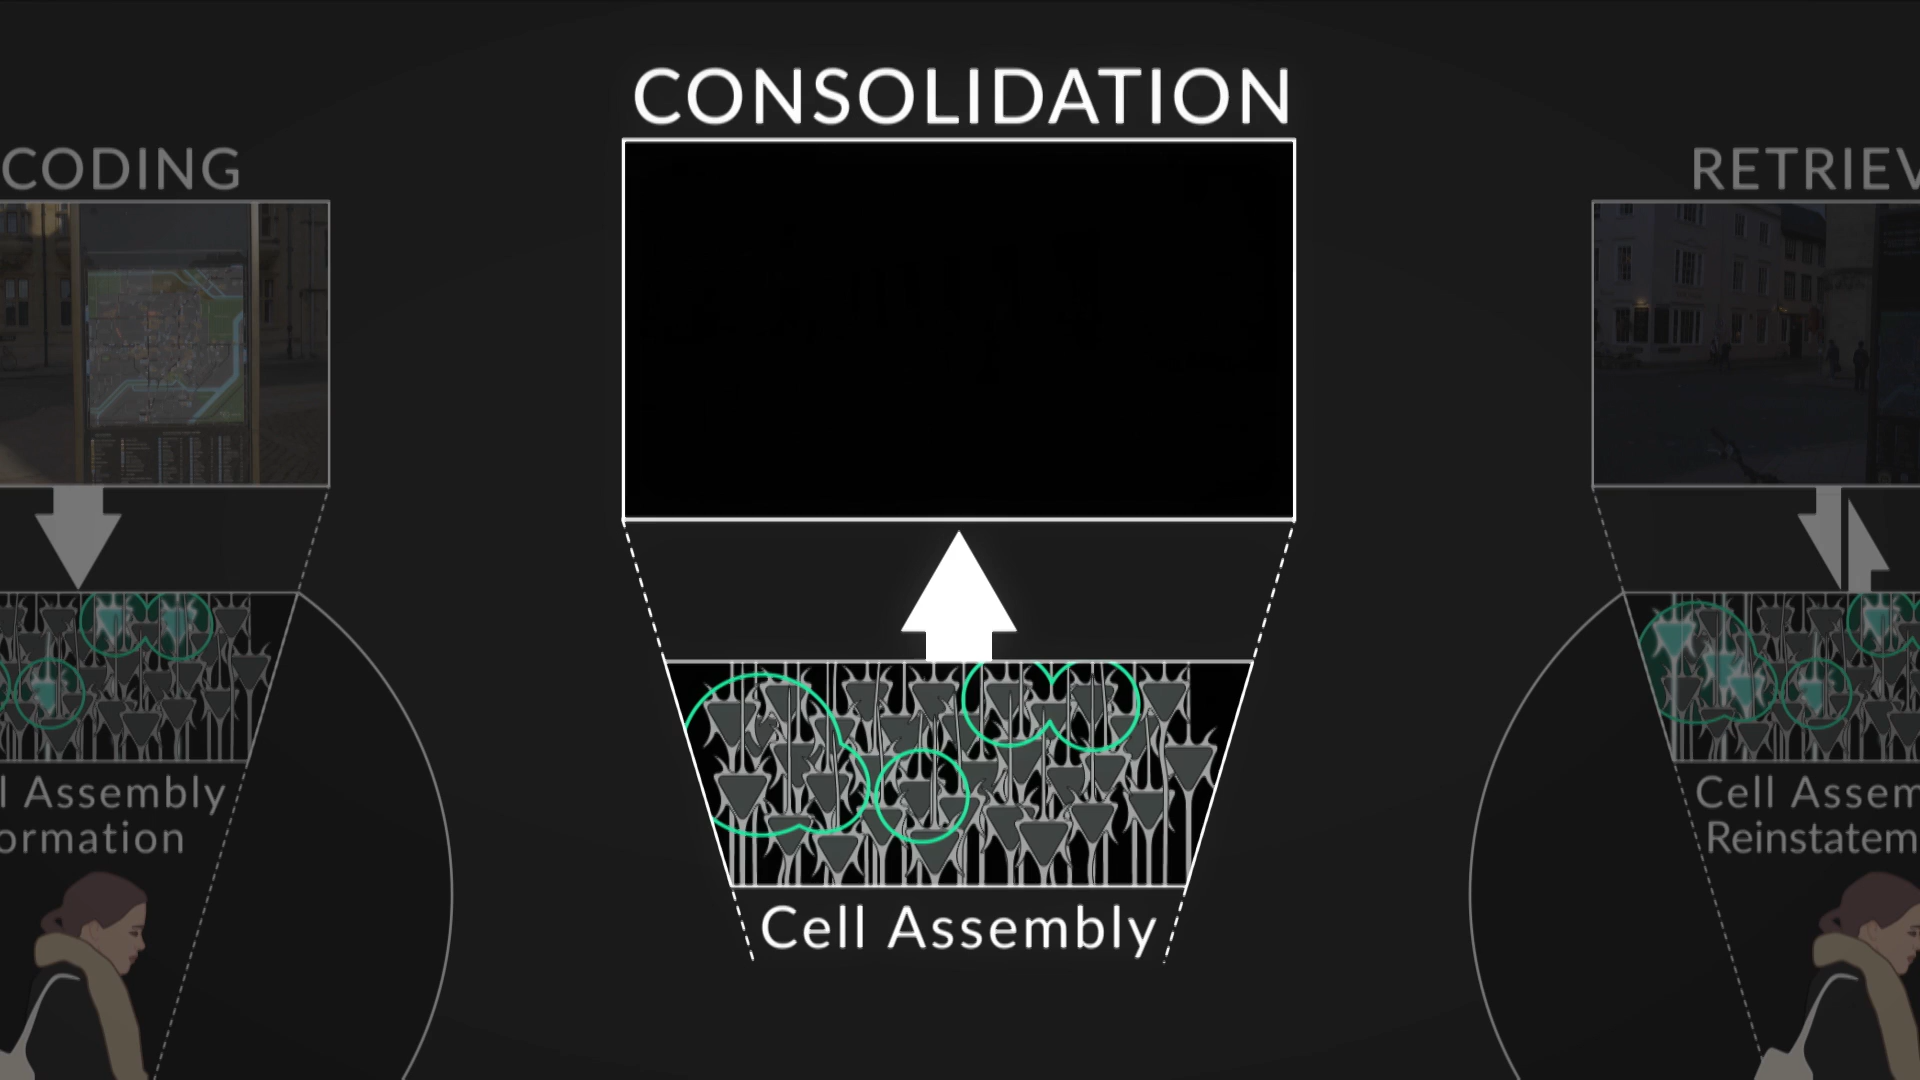 CONSOLIDATION
CODING
RETRIEV
l Assembly
ormation
Cell Assembly
Cell Assem
Reinstatem